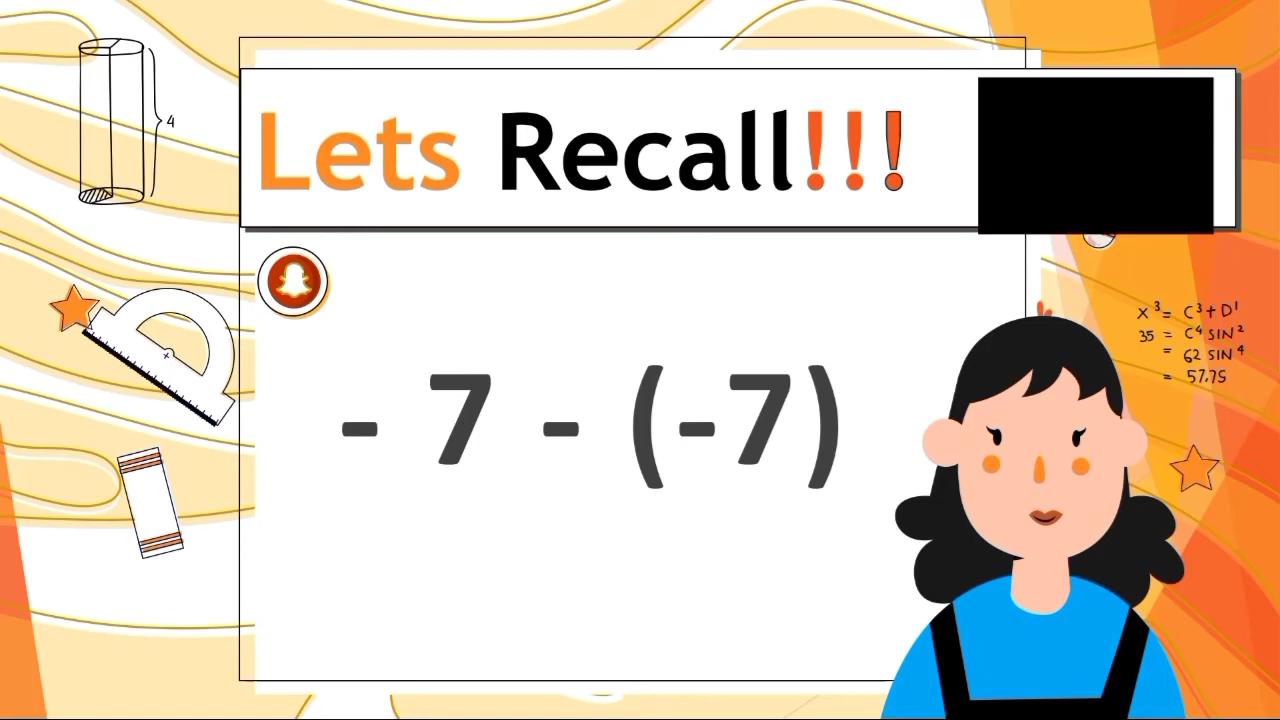 Lets Recall!!!
4
- 7 - (-7)
X³= C³+ D¹
35 = C⁴ SIN²
= 62 SIN⁴
= 57,75